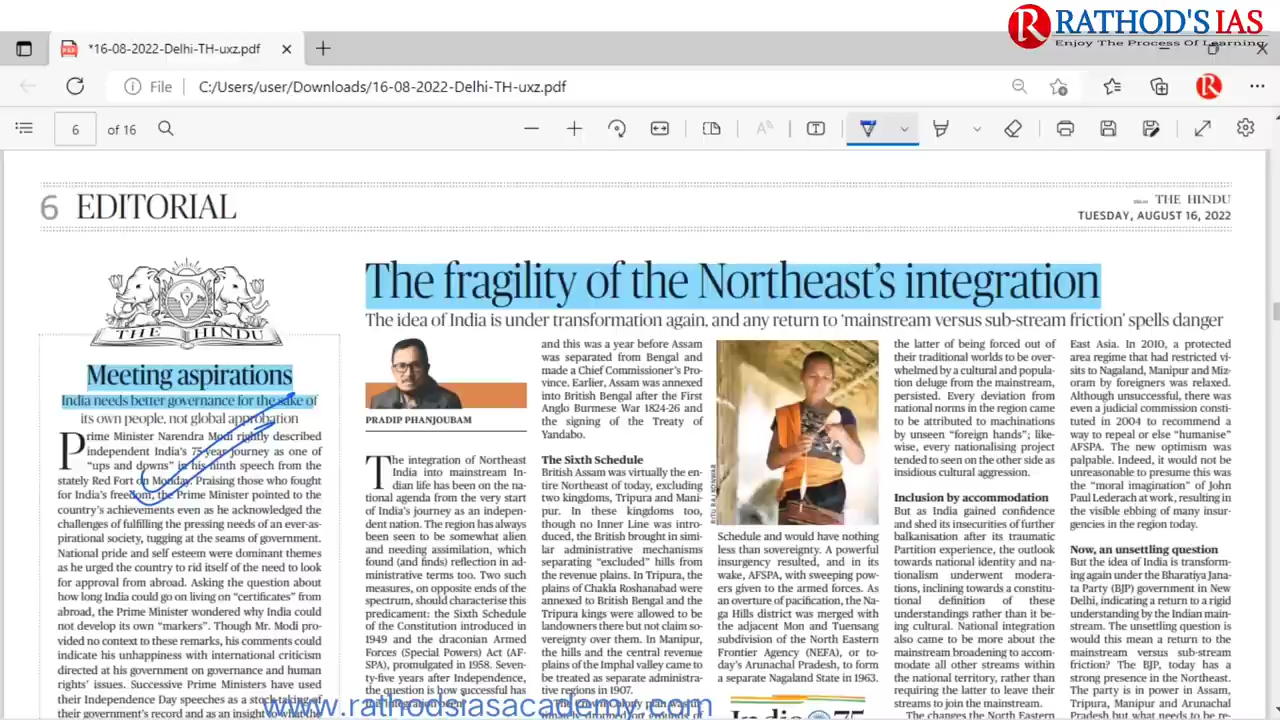 RATHOD'S IAS
Enjoy The Process Of Learning
*16-08-2022-Delhi-TH-uxz.pdf
File
C:/Users/user/Downloads/16-08-2022-Delhi-TH-uxz.pdf
6 of 16
6 EDITORIAL
THE HINDU
TUESDAY, AUGUST 16, 2022
THE HINDU
Meeting aspirations
India needs better governance for the sake of
its own people, not global approbation
Prime Minister Narendra Modi rightly described
independent India's 75-year journey as one of
"ups and downs" in his ninth speech from the
stately Red Fort on Monday. Praising those who fought
for India's freedom, the Prime Minister pointed to the
country's achievements even as he acknowledged the
challenges of fulfilling the pressing needs of an ever-as-
pirational society, tugging at the seams of government.
National pride and self esteem were dominant themes
as he urged the country to rid itself of the need to look
for approval from abroad. Asking the question about
how long India could go on living on "certificates" from
abroad, the Prime Minister wondered why India could
not develop its own "markers". Though Mr. Modi pro-
vided no context to these remarks, his comments could
indicate his unhappiness with international criticism
directed at his government on governance and human
rights' issues. Successive Prime Ministers have used
their Independence Day speeches as a stock-taking of
their government's record and as an insight to what the
The fragility of the Northeast's integration
The idea of India is under transformation again, and any return to 'mainstream versus sub-stream friction' spells danger
PRADIP PHANJOUBAM
The integration of Northeast
India into mainstream In-
dian life has been on the na-
tional agenda from the very start
of India's journey as an indepen-
dent nation. The region has always
been seen to be somewhat alien
and needing assimilation, which
found (and finds) reflection in ad-
ministrative terms too. Two such
measures, on opposite ends of the
spectrum, should characterise this
predicament: the Sixth Schedule
of the Constitution introduced in
1949 and the draconian Armed
Forces (Special Powers) Act (AF-
SPA), promulgated in 1958. Seven-
ty-five years after Independence,
the question is how successful has
and this was a year before Assam
was separated from Bengal and
made a Chief Commissioner's Pro-
vince. Earlier, Assam was annexed
into British Bengal after the First
Anglo Burmese War 1824-26 and
the signing of the Treaty of
Yandabo.
The Sixth Schedule
British Assam was virtually the en-
tire Northeast of today, excluding
two kingdoms, Tripura and Mani-
pur. In these kingdoms too,
though no Inner Line was intro-
duced, the British brought in simi-
lar administrative mechanisms
separating "excluded" hills from
the revenue plains. In Tripura, the
plains of Chakla Roshanabad were
annexed to British Bengal and the
Tripura kings were allowed to be
landowners there but not claim so-
vereignty over them. In Manipur,
the hills and the central revenue
plains of the Imphal valley came to
be treated as separate administra-
tive regions in 1907.
RITU RAJ KONWAR
Schedule and would have nothing
less than sovereignty. A powerful
insurgency resulted, and in its
wake, AFSPA, with sweeping pow-
ers given to the armed forces. As
an overture of pacification, the Na-
ga Hills district was merged with
the adjacent Mon and Tuensang
subdivision of the North Eastern
Frontier Agency (NEFA), or to-
day's Arunachal Pradesh, to form
a separate Nagaland State in 1963.
the latter of being forced out of
their traditional worlds to be over-
whelmed by a cultural and popula-
tion deluge from the mainstream,
persisted. Every deviation from
national norms in the region came
to be attributed to machinations
by unseen "foreign hands"; like-
wise, every nationalising project
tended to seen on the other side as
insidious cultural aggression.
Inclusion by accommodation
But as India gained confidence
and shed its insecurities of further
balkanisation after its traumatic
Partition experience, the outlook
towards national identity and na-
tionalism underwent modera-
tions, inclining towards a consti-
tutional definition of these
understandings rather than it be-
ing cultural. National integration
also came to be more about the
mainstream broadening to accom-
modate all other streams within
the national territory, rather than
requiring the latter to leave their
streams to join the mainstream.
The changes the North Eastern
East Asia. In 2010, a protected
area regime that had restricted vi-
sits to Nagaland, Manipur and Miz-
oram by foreigners was relaxed.
Although unsuccessful, there was
even a judicial commission consti-
tuted in 2004 to recommend a
way to repeal or else "humanise"
AFSPA. The new optimism was
palpable. Indeed, it would not be
unreasonable to presume this was
the "moral imagination" of John
Paul Lederach at work, resulting in
the visible ebbing of many insur-
gencies in the region today.
Now, an unsettling question
But the idea of India is transform-
ing again under the Bharatiya Jana-
ta Party (BJP) government in New
Delhi, indicating a return to a rigid
understanding by the Indian main-
stream. The unsettling question is
would this mean a return to the
mainstream versus sub-stream
friction? The BJP, today has a
strong presence in the Northeast.
The party is in power in Assam,
Tripura, Manipur and Arunachal
Pradesh but what needs to be re-
www.rathodsiasacademy.com